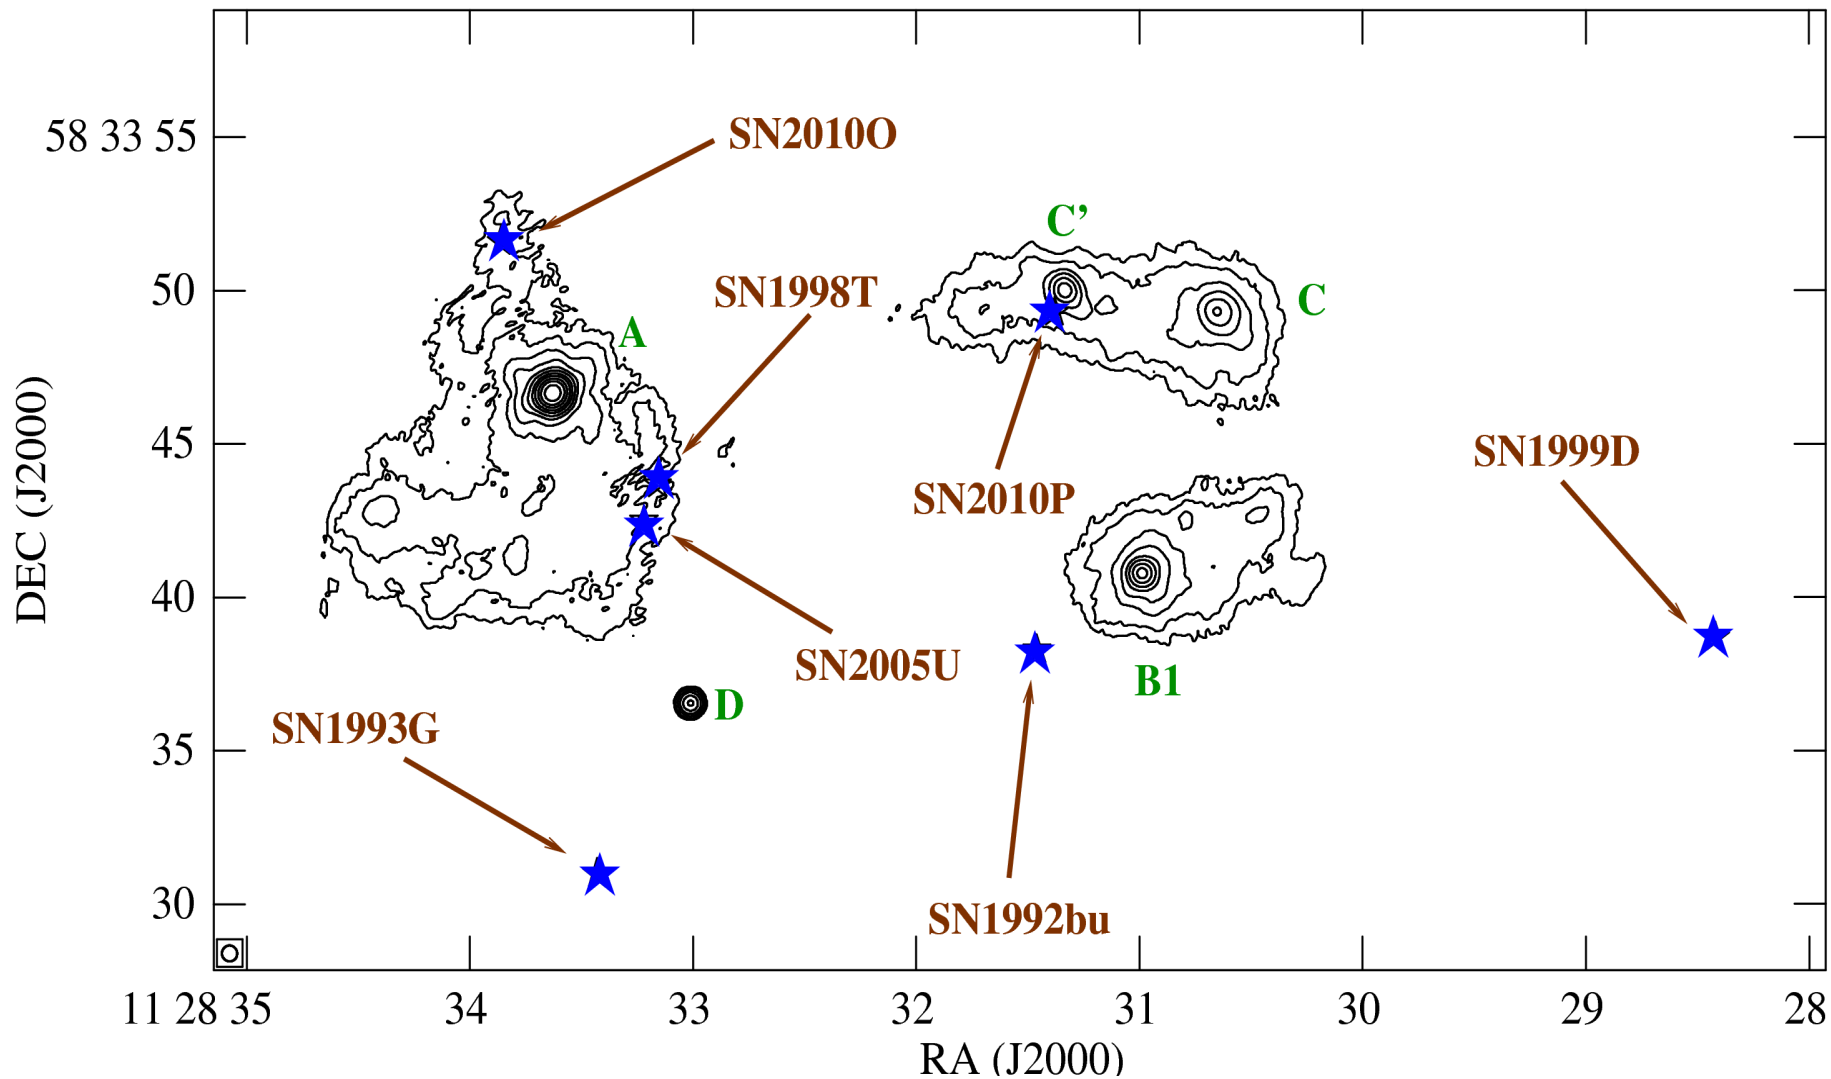 58 33 55
SN2010O
C’
50
SN1998T
C
A
45
SN1999D
SN2010P
DEC (J2000)
40
SN2005U
B1
D
SN1993G
35
30
SN1992bu
11 28 35
34
33
32
31
30
29
28
RA (J2000)